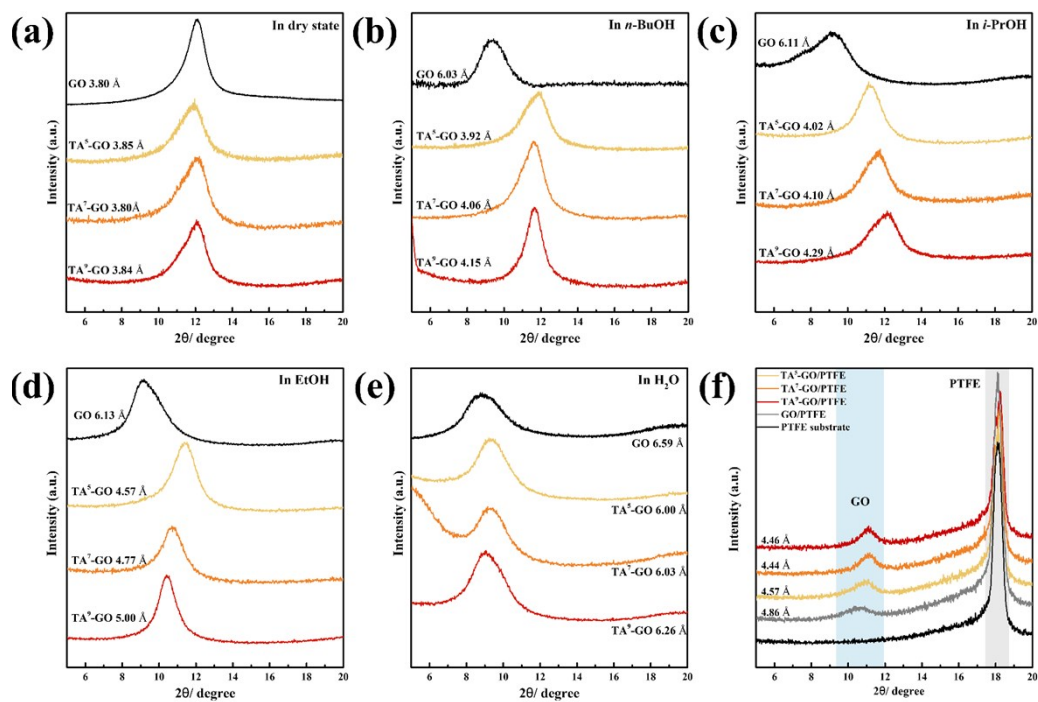 (a)
In dry state
GO 3.80 Å
TA⁵-GO 3.85 Å
TA⁷-GO 3.80Å
TA⁹-GO 3.84 Å
Intensity (a.u.)
6 8 10 12 14 16 18 20
2θ/ degree
(b)
In n-BuOH
GO 6.03 Å
TA⁵-GO 3.92 Å
TA⁷-GO 4.06 Å
TA⁹-GO 4.15 Å
Intensity (a.u.)
6 8 10 12 14 16 18 20
2θ/ degree
(c)
In i-PrOH
GO 6.11 Å
TA⁵-GO 4.02 Å
TA⁷-GO 4.10 Å
TA⁹-GO 4.29 Å
Intensity (a.u.)
6 8 10 12 14 16 18 20
2θ/ degree
(d)
In EtOH
GO 6.13 Å
TA⁵-GO 4.57 Å
TA⁷-GO 4.77 Å
TA⁹-GO 5.00 Å
Intensity (a.u.)
6 8 10 12 14 16 18 20
2θ/ degree
(e)
In H₂O
GO 6.59 Å
TA⁵-GO 6.00 Å
TA⁷-GO 6.03 Å
TA⁹-GO 6.26 Å
Intensity (a.u.)
6 8 10 12 14 16 18 20
2θ/ degree
(f)
TA⁵-GO/PTFE
TA⁷-GO/PTFE
TA⁹-GO/PTFE
GO/PTFE
PTFE substrate
PTFE
GO
4.46 Å
4.44 Å
4.57 Å
4.86 Å
Intensity (a.u.)
6 8 10 12 14 16 18 20
2θ/ degree